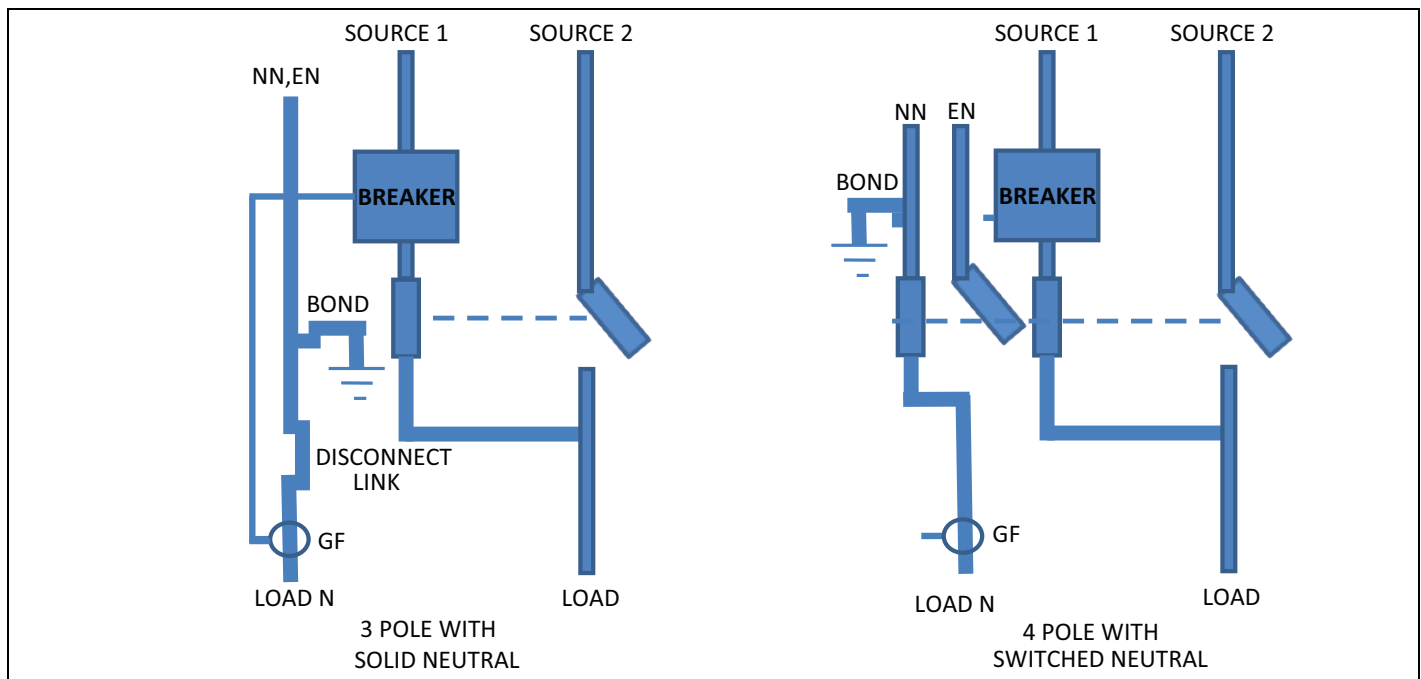 SOURCE 1
SOURCE 2
NN,EN
BREAKER
BOND
DISCONNECT
LINK
GF
LOAD N
LOAD
3 POLE WITH
SOLID NEUTRAL
SOURCE 1
SOURCE 2
NN
EN
BOND
BREAKER
GF
LOAD N
LOAD
4 POLE WITH
SWITCHED NEUTRAL